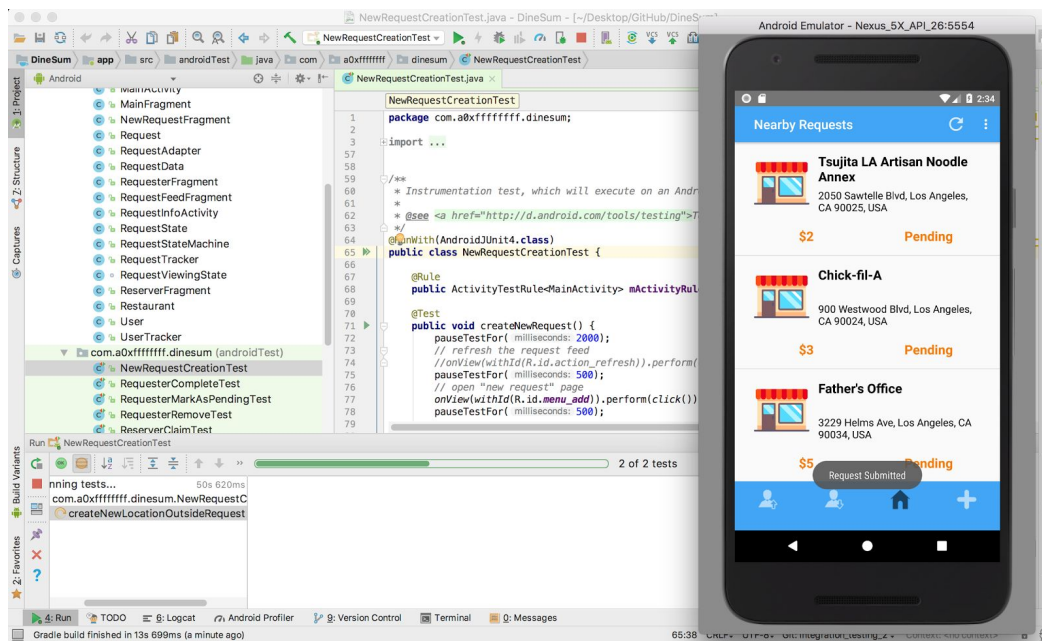 NewRequestCreationTest.java - DineSum - [~/Desktop/GitHub/DineSum]
NewRequestCreationTest
DineSum
app
src
androidTest
java
com
a0xffffffff
dinesum
NewRequestCreationTest
1: Project
Z: Structure
Captures
Build Variants
2: Favorites
Android
MainActivity
MainFragment
NewRequestFragment
Request
RequestAdapter
RequestData
RequesterFragment
RequestFeedFragment
RequestInfoActivity
RequestState
RequestStateMachine
RequestTracker
RequestViewingState
ReserverFragment
Restaurant
User
UserTracker
com.a0xffffffff.dinesum (androidTest)
NewRequestCreationTest
RequesterCompleteTest
RequesterMarkAsPendingTest
RequesterRemoveTest
ReserverClaimTest
NewRequestCreationTest.java
NewRequestCreationTest
1 package com.a0xffffffff.dinesum;
2
3 import ...
57
58
59 /**
60 * Instrumentation test, which will execute on an Andr
61 *
62 * @see <a href="http://d.android.com/tools/testing">T
63 */
64 @RunWith(AndroidJUnit4.class)
65 public class NewRequestCreationTest {
66
67 @Rule
68 public ActivityTestRule<MainActivity> mActivityRul
69
70 @Test
71 public void createNewRequest() {
72 pauseTestFor( milliseconds: 2000);
73 // refresh the request feed
74 //onView(withId(R.id.action_refresh)).perform(
75 pauseTestFor( milliseconds: 500);
76 // open "new request" page
77 onView(withId(R.id.menu_add)).perform(click())
78 pauseTestFor( milliseconds: 500);
79
Run NewRequestCreationTest
2 of 2 tests
nning tests... 50s 620ms
com.a0xffffffff.dinesum.NewRequestC
createNewLocationOutsideRequest
4: Run
TODO
6: Logcat
Android Profiler
9: Version Control
Terminal
0: Messages
Gradle build finished in 13s 699ms (a minute ago)
65:38 CRLF UTF-8 Git: integration_testing_2 Context: <no context>
Android Emulator - Nexus_5X_API_26:5554
2:34
Nearby Requests
Tsujita LA Artisan Noodle
Annex
2050 Sawtelle Blvd, Los Angeles,
CA 90025, USA
$2 Pending
Chick-fil-A
900 Westwood Blvd, Los Angeles,
CA 90024, USA
$3 Pending
Father's Office
3229 Helms Ave, Los Angeles, CA
90034, USA
$5 Pending
Request Submitted